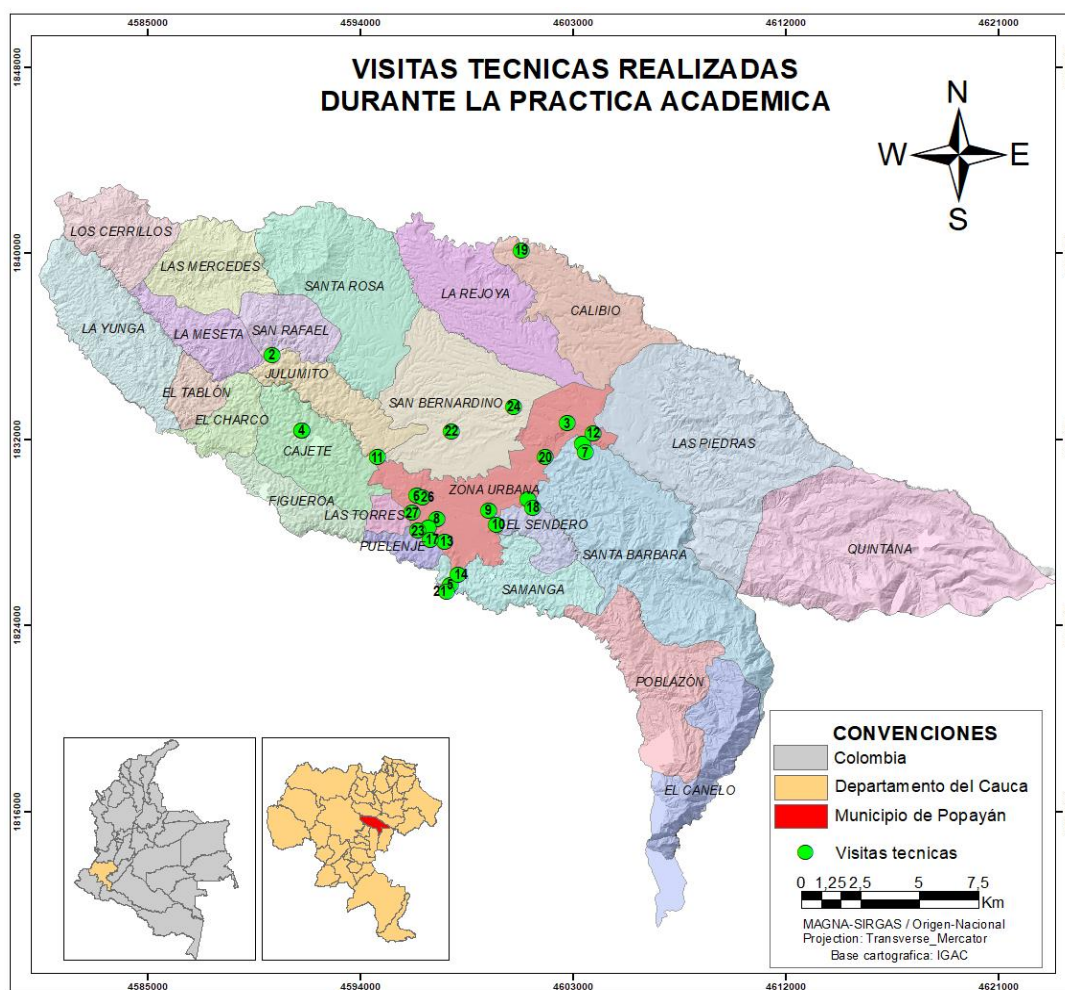 4585000 4594000 4603000 4612000 4621000
1848000
VISITAS TECNICAS REALIZADAS
DURANTE LA PRACTICA ACADEMICA
N
W E
S
LOS CERRILLOS
19
1840000
LAS MERCEDES
SANTA ROSA
LA REJOYA
CALIBIO
LA YUNGA
LA MESETA
SAN RAFAEL
2
JULUMITO
EL TABLÓN
SAN BERNARDINO
24
EL CHARCO
3
4
22
12
1832000
LAS PIEDRAS
CAJETE
7
11
20
FIGUEROA
ZONA URBANA
6
26
LAS TORRES
27
9
18
8
10
EL SENDERO
23
PUELENJE
17
13
SANTA BARBARA
QUINTANA
14
5
21
SAMANGA
1824000
POBLAZÓN
EL CANELO
1816000
CONVENCIONES
Colombia
Departamento del Cauca
Municipio de Popayán
Visitas tecnicas
0 1,25 2,5 5 7,5
Km
MAGNA-SIRGAS / Origen-Nacional
Projection: Transverse_Mercator
Base cartografica: IGAC
4585000 4594000 4603000 4612000 4621000